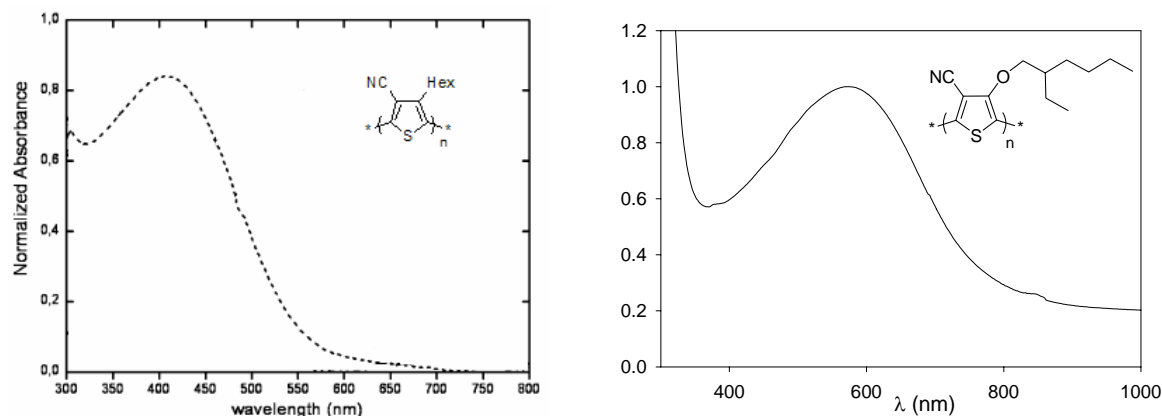 1,0
0,8
0,6
0,4
0,2
0,0
Normalized Absorbance
300 350 400 450 500 550 600 650 700 750 800
wavelength (nm)
NC Hex
* ( S ) *
n
1.2
1.0
0.8
0.6
0.4
0.2
0.0
400 600 800 1000
λ (nm)
NC O
* ( S ) *
n